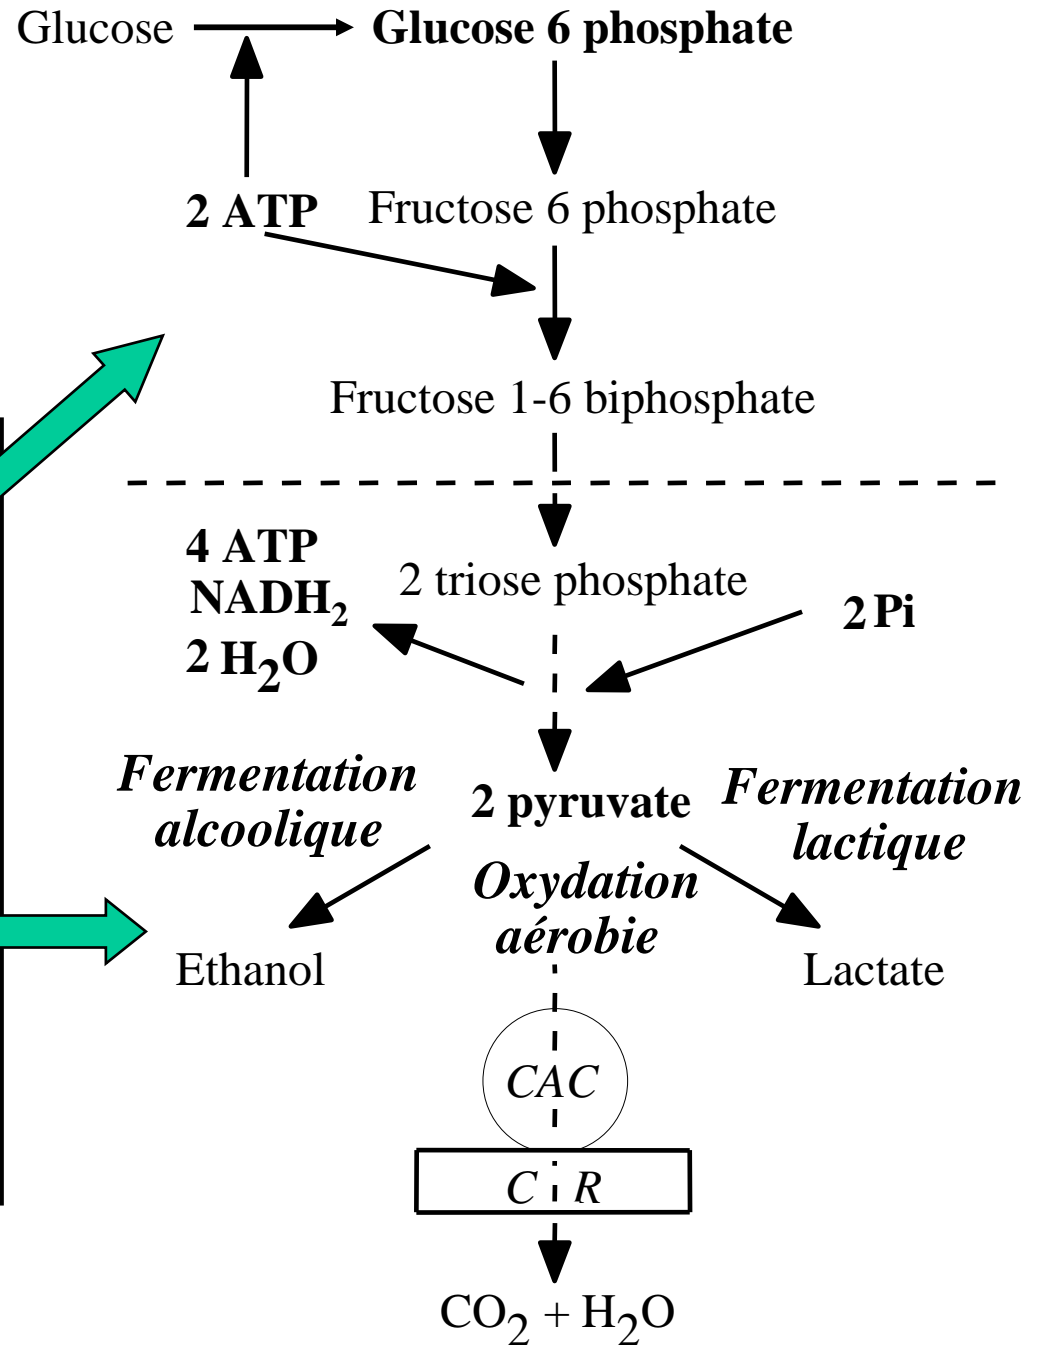 Glucose
Glucose 6 phosphate
2 ATP
Fructose 6 phosphate
Fructose 1-6 biphosphate
4 ATP
NADH₂
2 H₂O
2 triose phosphate
2 Pi
Fermentation
alcoolique
2 pyruvate
Fermentation
lactique
Oxydation
aérobie
Ethanol
Lactate
CAC
C R
CO₂ + H₂O